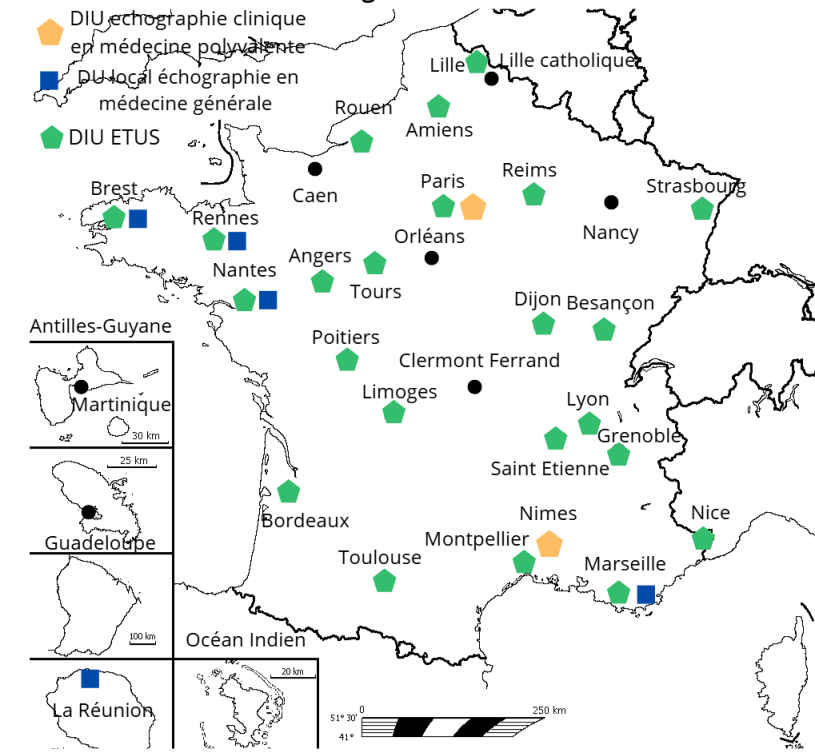 DIU echographie clinique
en médecine polyvalente
DU local échographie en
médecine générale
DIU ETUS
Lille
Lille catholique
Rouen
Amiens
Caen
Paris
Reims
Strasbourg
Brest
Rennes
Orléans
Nancy
Nantes
Angers
Tours
Dijon
Besançon
Antilles-Guyane
Poitiers
Clermont Ferrand
Limoges
Lyon
Martinique
30 km
Grenoble
25 km
Saint Etienne
Bordeaux
Nimes
Nice
Guadeloupe
Montpellier
Toulouse
Marseille
100 km
Océan Indien
20 km
La Réunion
0
250 km
51° 30'
41°